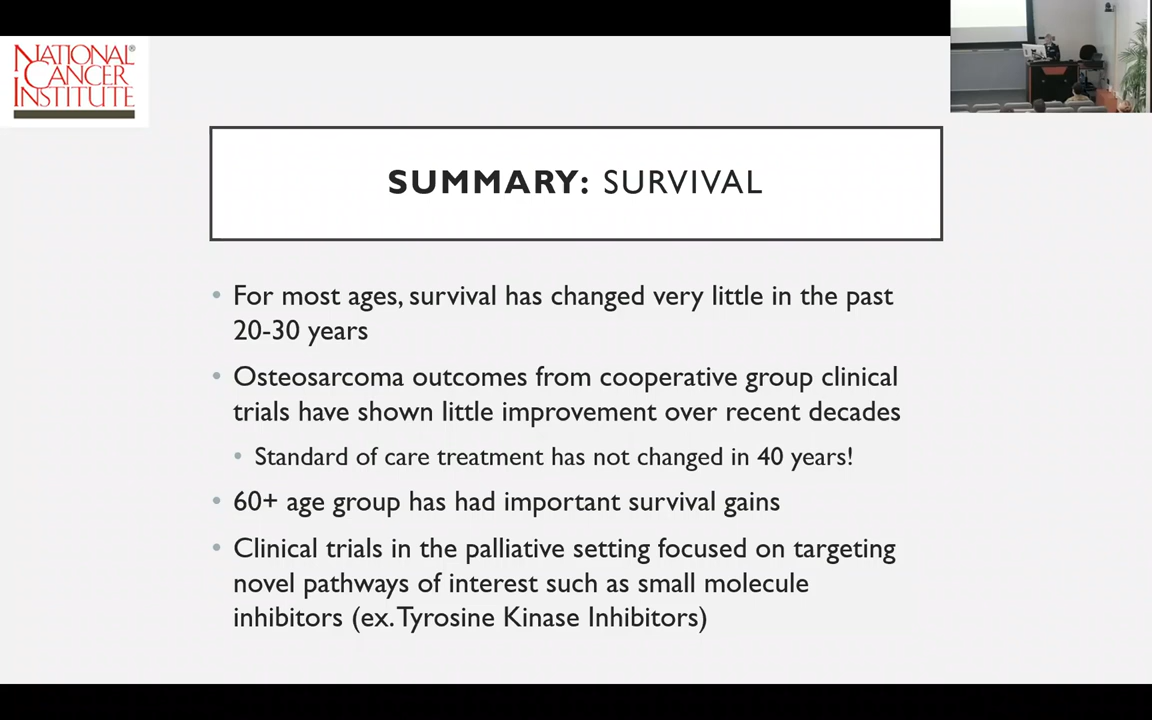 NATIONAL®
CANCER
INSTITUTE
SUMMARY: SURVIVAL
• For most ages, survival has changed very little in the past
20-30 years
• Osteosarcoma outcomes from cooperative group clinical
trials have shown little improvement over recent decades
• Standard of care treatment has not changed in 40 years!
• 60+ age group has had important survival gains
• Clinical trials in the palliative setting focused on targeting
novel pathways of interest such as small molecule
inhibitors (ex. Tyrosine Kinase Inhibitors)